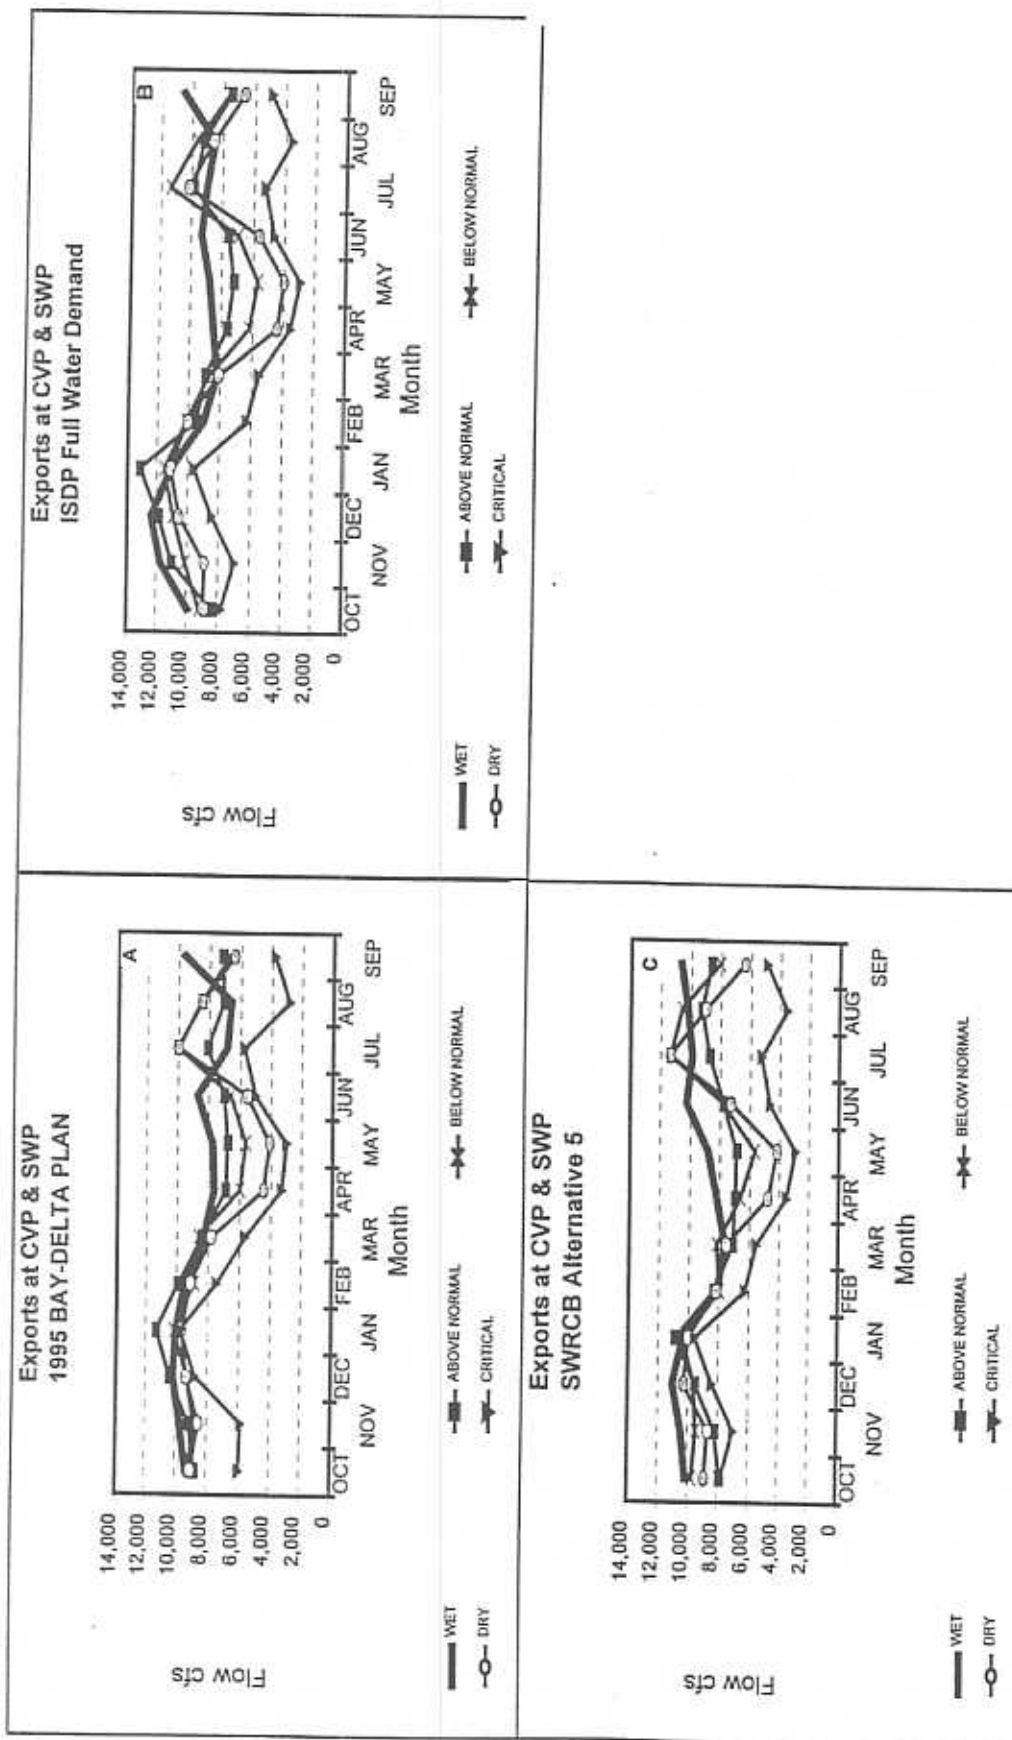 Exports at CVP & SWP
1995 BAY-DELTA PLAN
A
14,000
12,000
10,000
8,000
6,000
4,000
2,000
0
Flow cfs
OCT NOV DEC JAN FEB MAR APR MAY JUN JUL AUG SEP
Month
WET ABOVE NORMAL BELOW NORMAL
DRY CRITICAL
Exports at CVP & SWP
ISDP Full Water Demand
B
14,000
12,000
10,000
8,000
6,000
4,000
2,000
0
Flow cfs
OCT NOV DEC JAN FEB MAR APR MAY JUN JUL AUG SEP
Month
WET ABOVE NORMAL BELOW NORMAL
DRY CRITICAL
Exports at CVP & SWP
SWRCB Alternative 5
C
14,000
12,000
10,000
8,000
6,000
4,000
2,000
0
Flow cfs
OCT NOV DEC JAN FEB MAR APR MAY JUN JUL AUG SEP
Month
WET ABOVE NORMAL BELOW NORMAL
DRY CRITICAL